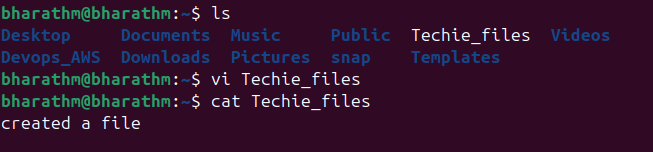 bharathm@bharathm:~$ ls
Desktop Documents Music Public Techie_files Videos
Devops_AWS Downloads Pictures snap Templates
bharathm@bharathm:~$ vi Techie_files
bharathm@bharathm:~$ cat Techie_files
created a file